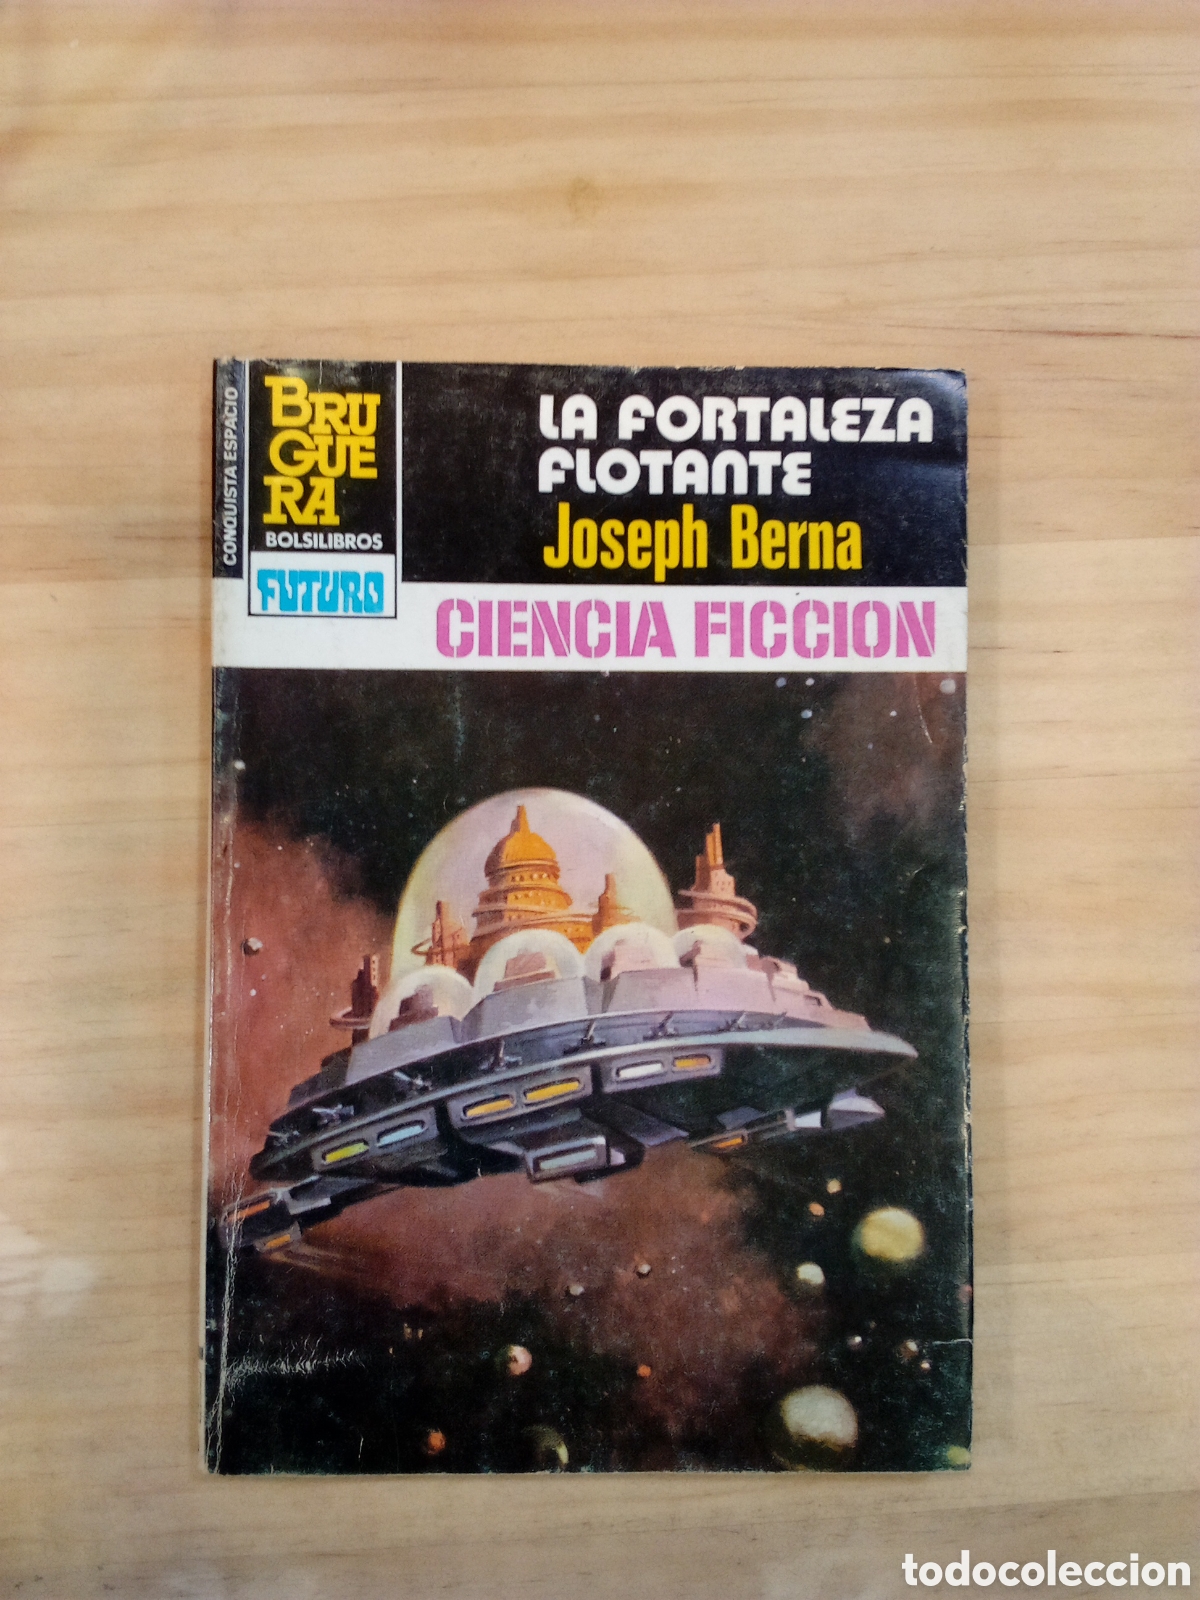 CONQUISTA ESPACIO
BRU
GUE
RA
BOLSILIBROS
FUTURO
LA FORTALEZA
FLOTANTE
Joseph Berna
CIENCIA FICCION
todocoleccion